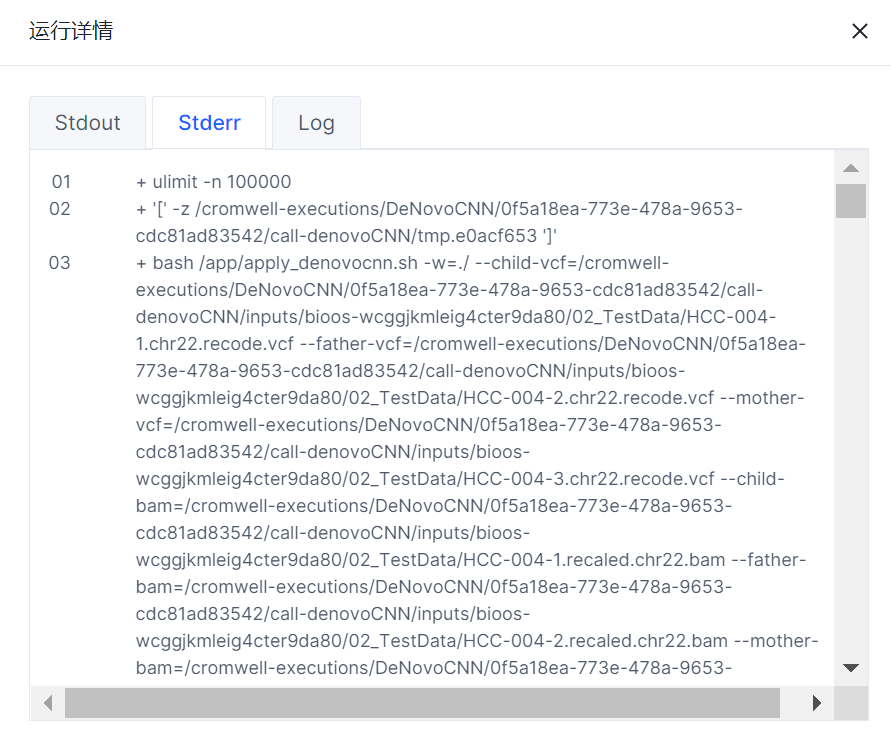 运行详情
Stdout
Stderr
Log
01 + ulimit -n 100000
02 + '[' -z /cromwell-executions/DeNovoCNN/0f5a18ea-773e-478a-9653-
cdc81ad83542/call-denovoCNN/tmp.e0acf653 ']'
03 + bash /app/apply_denovocnn.sh -w=./ --child-vcf=/cromwell-
executions/DeNovoCNN/0f5a18ea-773e-478a-9653-cdc81ad83542/call-
denovoCNN/inputs/bioos-wcggjkmleig4cter9da80/02_TestData/HCC-004-
1.chr22.recode.vcf --father-vcf=/cromwell-executions/DeNovoCNN/0f5a18ea-
773e-478a-9653-cdc81ad83542/call-denovoCNN/inputs/bioos-
wcggjkmleig4cter9da80/02_TestData/HCC-004-2.chr22.recode.vcf --mother-
vcf=/cromwell-executions/DeNovoCNN/0f5a18ea-773e-478a-9653-
cdc81ad83542/call-denovoCNN/inputs/bioos-
wcggjkmleig4cter9da80/02_TestData/HCC-004-3.chr22.recode.vcf --child-
bam=/cromwell-executions/DeNovoCNN/0f5a18ea-773e-478a-9653-
cdc81ad83542/call-denovoCNN/inputs/bioos-
wcggjkmleig4cter9da80/02_TestData/HCC-004-1.recaled.chr22.bam --father-
bam=/cromwell-executions/DeNovoCNN/0f5a18ea-773e-478a-9653-
cdc81ad83542/call-denovoCNN/inputs/bioos-
wcggjkmleig4cter9da80/02_TestData/HCC-004-2.recaled.chr22.bam --mother-
bam=/cromwell-executions/DeNovoCNN/0f5a18ea-773e-478a-9653-